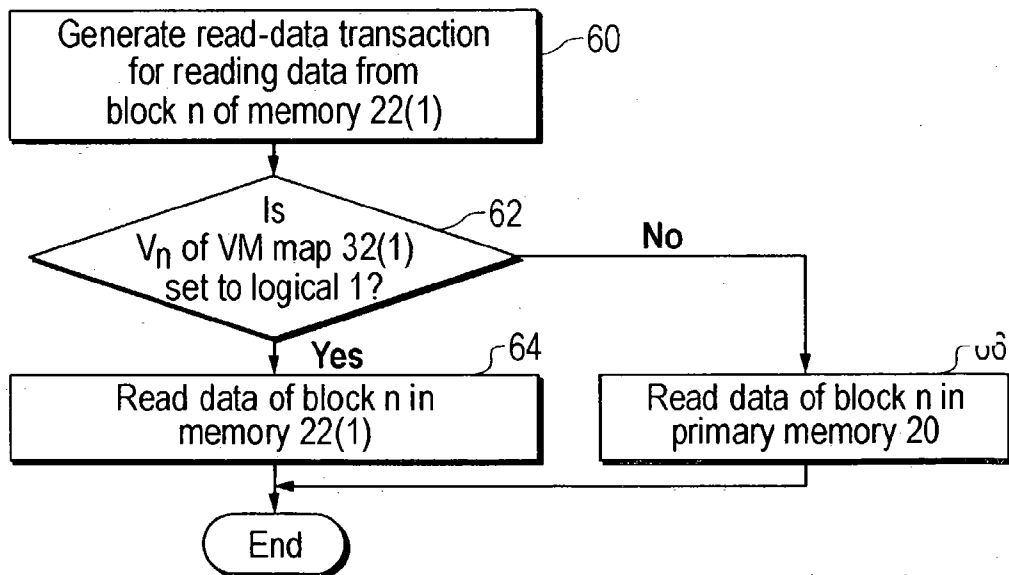 Generate read-data transaction
for reading data from
block n of memory 22(1)
60
Is
Vn of VM map 32(1)
set to logical 1?
62
No
Yes
64
Read data of block n in
memory 22(1)
Read data of block n in
primary memory 20
End